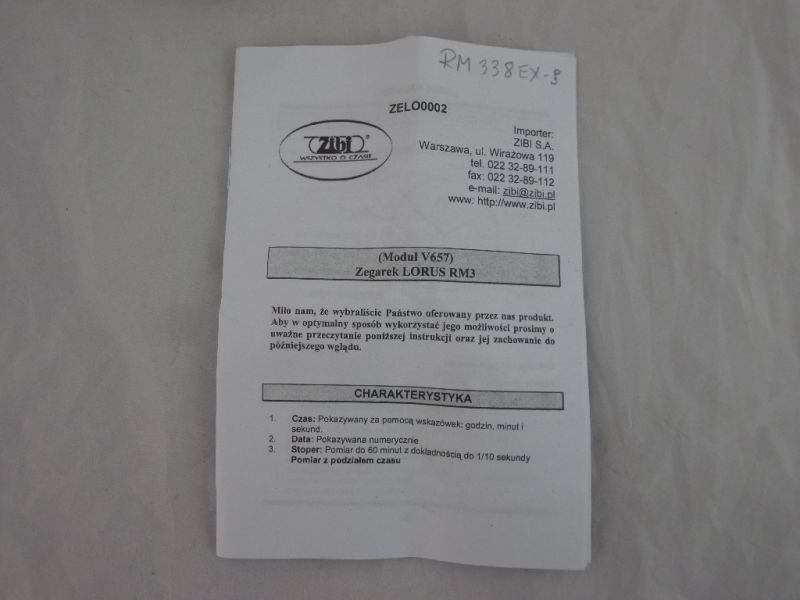 RM 338EX-9
ZELO0002
Zibi®
WSZYSTKO O CZASIE
Importer:
ZIBI S.A.
Warszawa, ul. Wirażowa 119
tel. 022 32-89-111
fax: 022 32-89-112
e-mail: zibi@zibi.pl
www: http://www.zibi.pl
(Moduł V657)
Zegarek LORUS RM3
Miło nam, że wybraliście Państwo oferowany przez nas produkt.
Aby w optymalny sposób wykorzystać jego możliwości prosimy o
uważne przeczytanie poniższej instrukcji oraz jej zachowanie do
późniejszego wglądu.
CHARAKTERYSTYKA
1. Czas: Pokazywany za pomocą wskazówek: godzin, minut i
sekund.
2. Data: Pokazywana numerycznie
3. Stoper: Pomiar do 60 minut z dokładnością do 1/10 sekundy
Pomiar z podziałem czasu